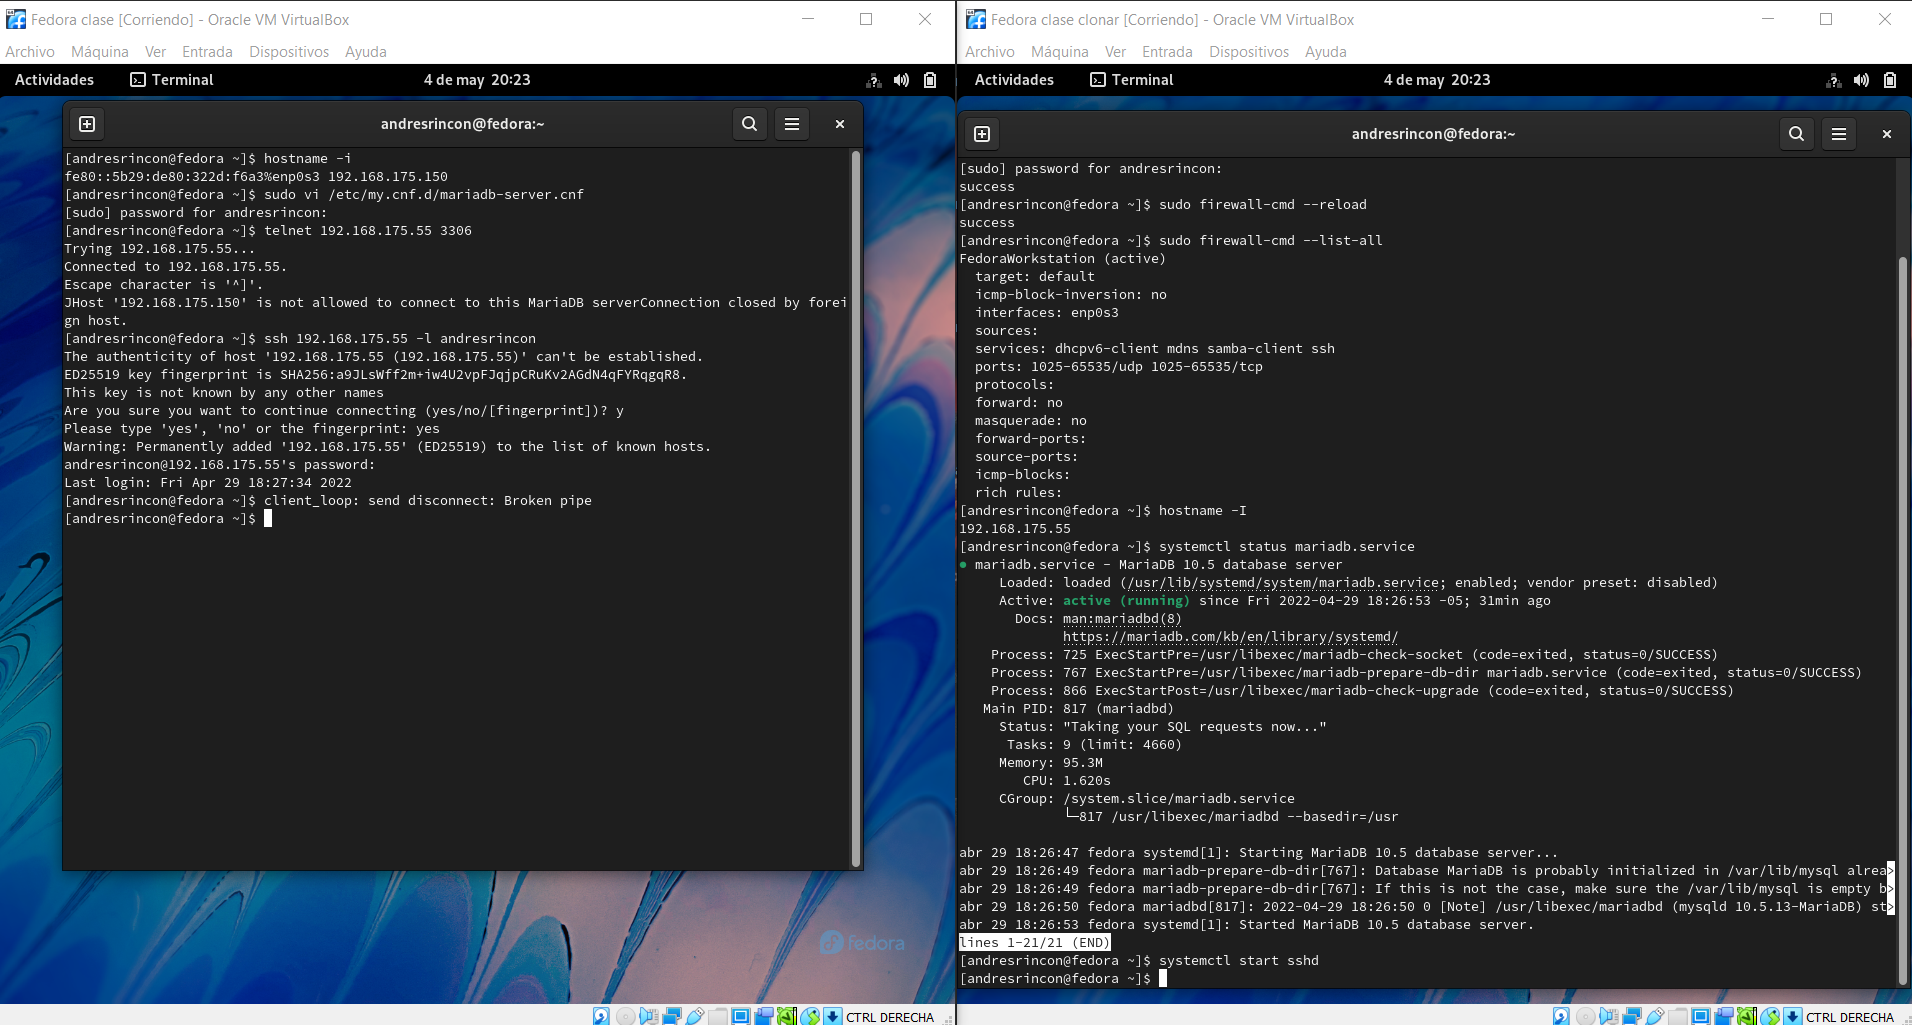 Fedora clase [Corriendo] - Oracle VM VirtualBox
Archivo Máquina Ver Entrada Dispositivos Ayuda
Actividades Terminal 4 de may 20:23
andresrincon@fedora:~
[andresrincon@fedora ~]$ hostname -i
fe80::5b29:de80:322d:f6a3%enp0s3 192.168.175.150
[andresrincon@fedora ~]$ sudo vi /etc/my.cnf.d/mariadb-server.cnf
[sudo] password for andresrincon:
[andresrincon@fedora ~]$ telnet 192.168.175.55 3306
Trying 192.168.175.55...
Connected to 192.168.175.55.
Escape character is '^]'.
JHost '192.168.175.150' is not allowed to connect to this MariaDB serverConnection closed by forei
gn host.
[andresrincon@fedora ~]$ ssh 192.168.175.55 -l andresrincon
The authenticity of host '192.168.175.55 (192.168.175.55)' can't be established.
ED25519 key fingerprint is SHA256:a9JLsWff2m+iw4U2vpFJqjpCRuKv2AGdN4qFYRqgqR8.
This key is not known by any other names
Are you sure you want to continue connecting (yes/no/[fingerprint])? y
Please type 'yes', 'no' or the fingerprint: yes
Warning: Permanently added '192.168.175.55' (ED25519) to the list of known hosts.
andresrincon@192.168.175.55's password:
Last login: Fri Apr 29 18:27:34 2022
[andresrincon@fedora ~]$ client_loop: send disconnect: Broken pipe
[andresrincon@fedora ~]$
fedora
CTRL DERECHA
Fedora clase clonar [Corriendo] - Oracle VM VirtualBox
Archivo Máquina Ver Entrada Dispositivos Ayuda
Actividades Terminal 4 de may 20:23
andresrincon@fedora:~
[sudo] password for andresrincon:
success
[andresrincon@fedora ~]$ sudo firewall-cmd --reload
success
[andresrincon@fedora ~]$ sudo firewall-cmd --list-all
FedoraWorkstation (active)
target: default
icmp-block-inversion: no
interfaces: enp0s3
sources:
services: dhcpv6-client mdns samba-client ssh
ports: 1025-65535/udp 1025-65535/tcp
protocols:
forward: no
masquerade: no
forward-ports:
source-ports:
icmp-blocks:
rich rules:
[andresrincon@fedora ~]$ hostname -I
192.168.175.55
[andresrincon@fedora ~]$ systemctl status mariadb.service
● mariadb.service - MariaDB 10.5 database server
Loaded: loaded (/usr/lib/systemd/system/mariadb.service; enabled; vendor preset: disabled)
Active: active (running) since Fri 2022-04-29 18:26:53 -05; 31min ago
Docs: man:mariadbd(8)
https://mariadb.com/kb/en/library/systemd/
Process: 725 ExecStartPre=/usr/libexec/mariadb-check-socket (code=exited, status=0/SUCCESS)
Process: 767 ExecStartPre=/usr/libexec/mariadb-prepare-db-dir mariadb.service (code=exited, status=0/SUCCESS)
Process: 866 ExecStartPost=/usr/libexec/mariadb-check-upgrade (code=exited, status=0/SUCCESS)
Main PID: 817 (mariadbd)
Status: "Taking your SQL requests now..."
Tasks: 9 (limit: 4660)
Memory: 95.3M
CPU: 1.620s
CGroup: /system.slice/mariadb.service
└─817 /usr/libexec/mariadbd --basedir=/usr
abr 29 18:26:47 fedora systemd[1]: Starting MariaDB 10.5 database server...
abr 29 18:26:49 fedora mariadb-prepare-db-dir[767]: Database MariaDB is probably initialized in /var/lib/mysql alrea>
abr 29 18:26:49 fedora mariadb-prepare-db-dir[767]: If this is not the case, make sure the /var/lib/mysql is empty b>
abr 29 18:26:50 fedora mariadbd[817]: 2022-04-29 18:26:50 0 [Note] /usr/libexec/mariadbd (mysqld 10.5.13-MariaDB) st>
abr 29 18:26:53 fedora systemd[1]: Started MariaDB 10.5 database server.
lines 1-21/21 (END)
[andresrincon@fedora ~]$ systemctl start sshd
[andresrincon@fedora ~]$
CTRL DERECHA